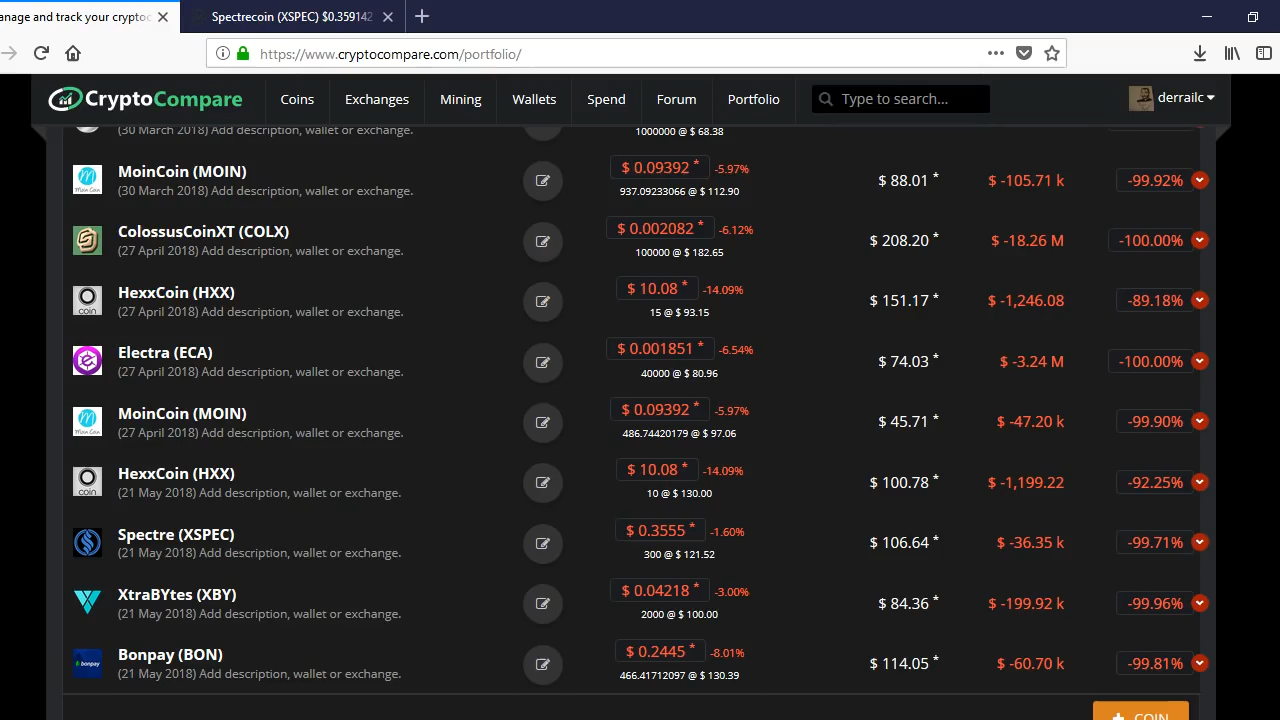 anage and track your cryptoc
Spectrecoin (XSPEC) $0.359142
https://www.cryptocompare.com/portfolio/
CryptoCompare
Coins
Exchanges
Mining
Wallets
Spend
Forum
Portfolio
Type to search...
derrailc
(30 March 2018) Add description, wallet or exchange.
1000000 @ $ 68.38
MoinCoin (MOIN)
(30 March 2018) Add description, wallet or exchange.
$ 0.09392 * -5.97%
937.09233066 @ $ 112.90
$ 88.01 *
$ -105.71 k
-99.92%
ColossusCoinXT (COLX)
(27 April 2018) Add description, wallet or exchange.
$ 0.002082 * -6.12%
100000 @ $ 182.65
$ 208.20 *
$ -18.26 M
-100.00%
HexxCoin (HXX)
(27 April 2018) Add description, wallet or exchange.
$ 10.08 * -14.09%
15 @ $ 93.15
$ 151.17 *
$ -1,246.08
-89.18%
Electra (ECA)
(27 April 2018) Add description, wallet or exchange.
$ 0.001851 * -6.54%
40000 @ $ 80.96
$ 74.03 *
$ -3.24 M
-100.00%
MoinCoin (MOIN)
(27 April 2018) Add description, wallet or exchange.
$ 0.09392 * -5.97%
486.74420179 @ $ 97.06
$ 45.71 *
$ -47.20 k
-99.90%
HexxCoin (HXX)
(21 May 2018) Add description, wallet or exchange.
$ 10.08 * -14.09%
10 @ $ 130.00
$ 100.78 *
$ -1,199.22
-92.25%
Spectre (XSPEC)
(21 May 2018) Add description, wallet or exchange.
$ 0.3555 * -1.60%
300 @ $ 121.52
$ 106.64 *
$ -36.35 k
-99.71%
XtraBYtes (XBY)
(21 May 2018) Add description, wallet or exchange.
$ 0.04218 * -3.00%
2000 @ $ 100.00
$ 84.36 *
$ -199.92 k
-99.96%
Bonpay (BON)
(21 May 2018) Add description, wallet or exchange.
$ 0.2445 * -8.01%
466.41712097 @ $ 130.39
$ 114.05 *
$ -60.70 k
-99.81%
+ COIN